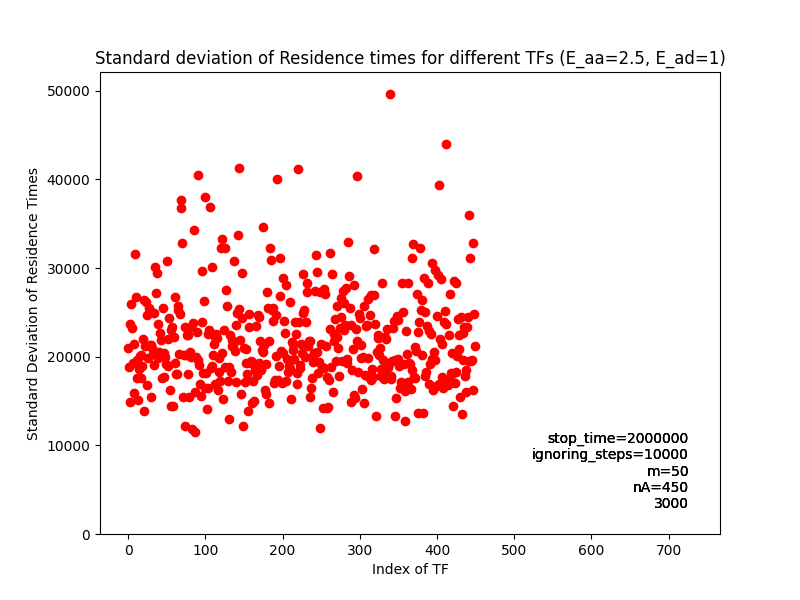 Standard deviation of Residence times for different TFs (E_aa=2.5, E_ad=1)
50000
40000
30000
20000
10000
0
Standard Deviation of Residence Times
stop_time=2000000
ignoring_steps=10000
m=50
nA=450
3000
0 100 200 300 400 500 600 700
Index of TF